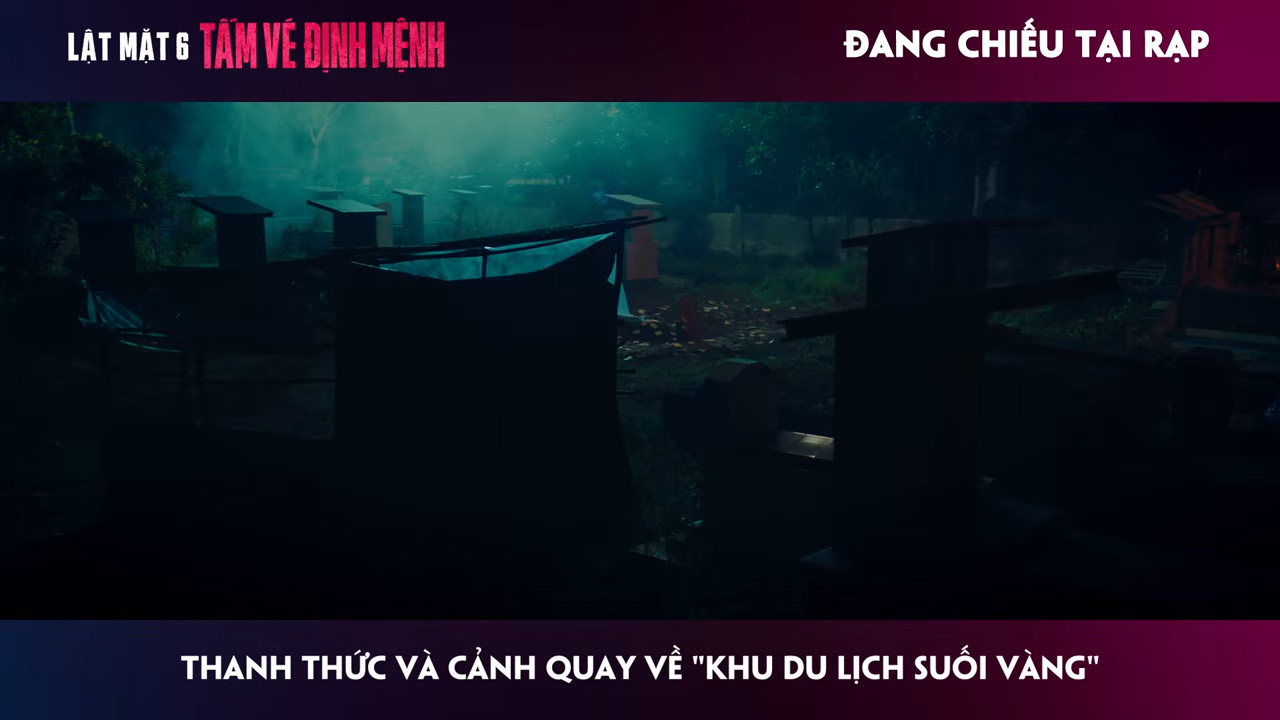 LẬT MẶT 6 TẤM VÉ ĐỊNH MỆNH
ĐANG CHIẾU TẠI RẠP
THANH THỨC VÀ CẢNH QUAY VỀ "KHU DU LỊCH SUỐI VÀNG"